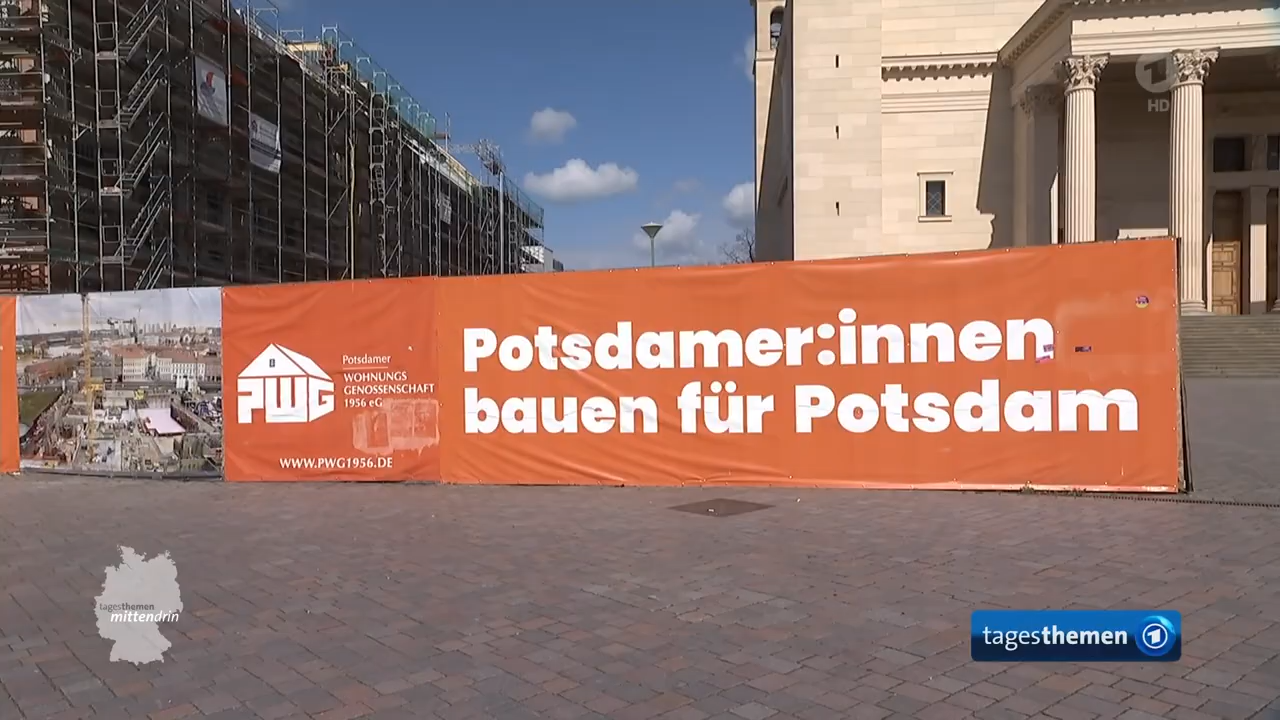 HD
PWG
Potsdamer
WOHNUNGS
GENOSSENSCHAFT
1956 eG
WWW.PWG1956.DE
Potsdamer:innen
bauen für Potsdam
tagesthemen
mittendrin
tagesthemen